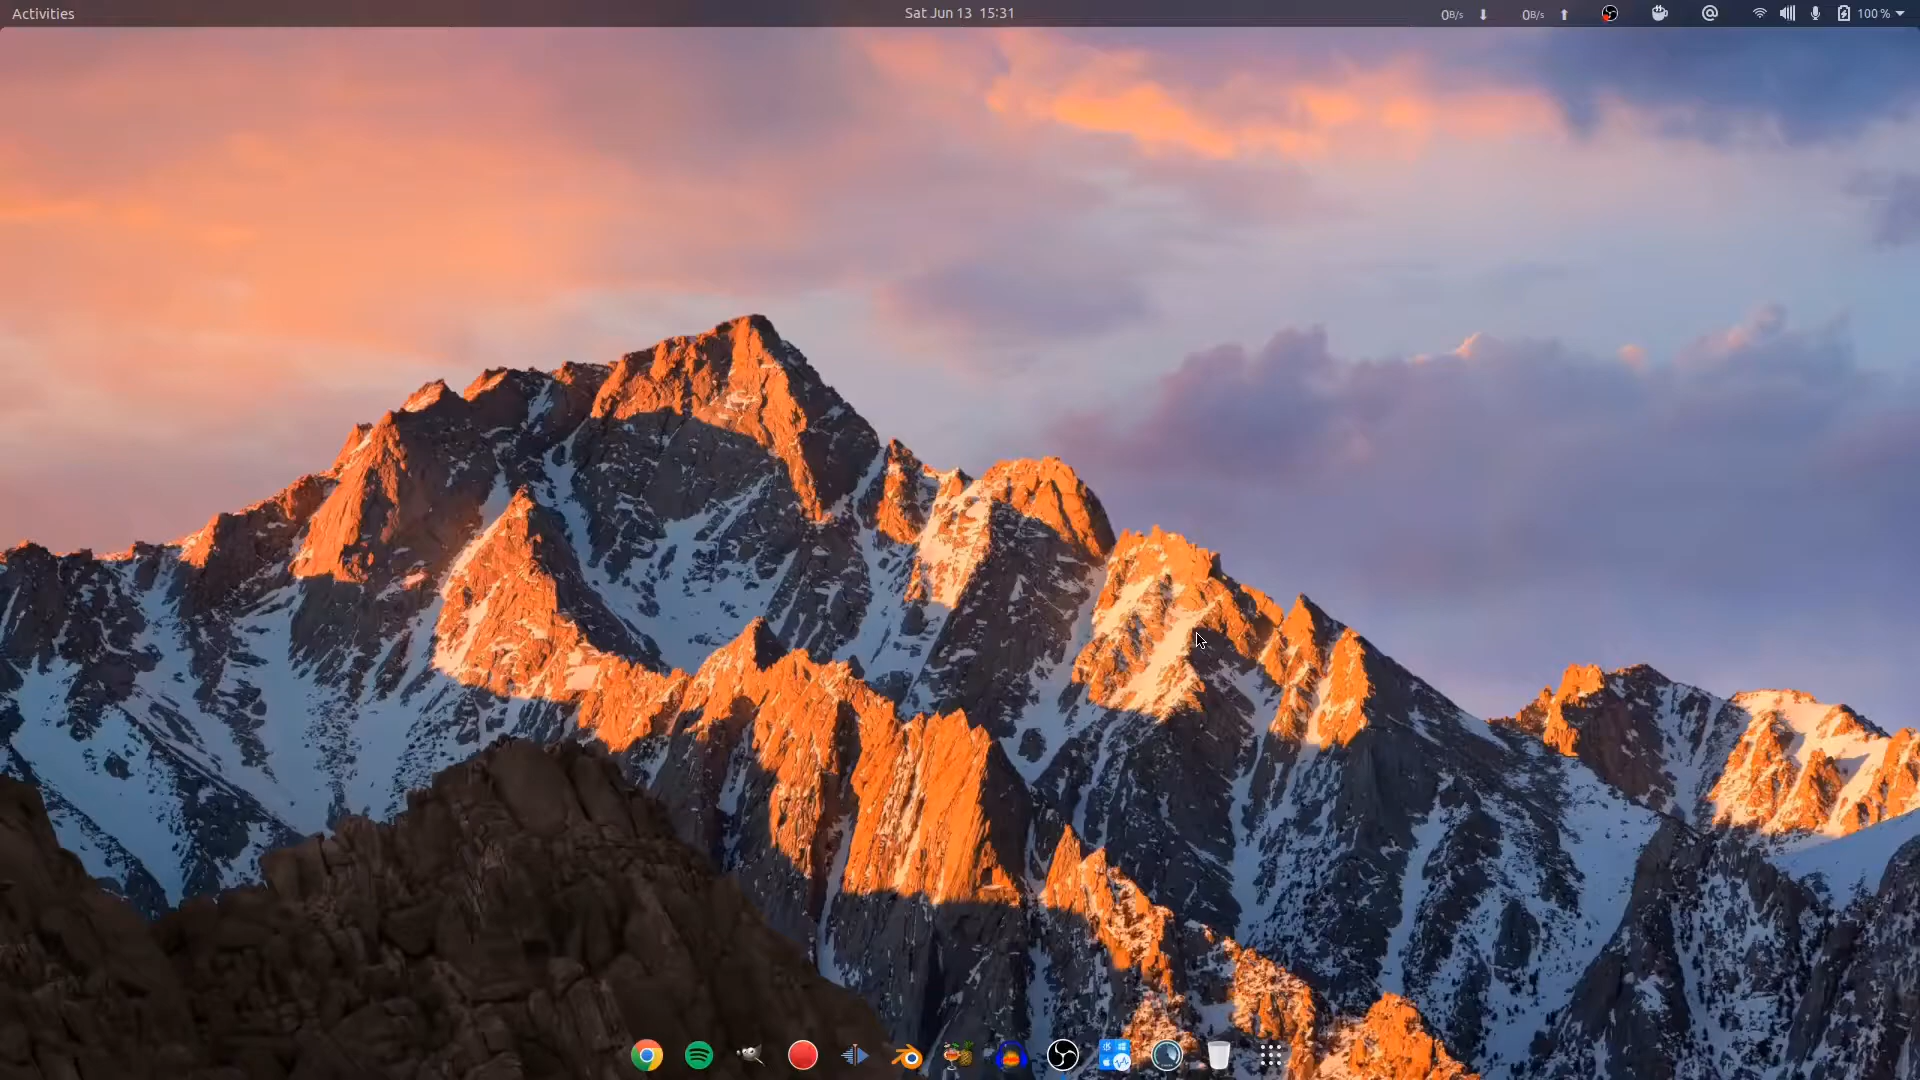 Activities
Sat Jun 13 15:31
0B/s ⬇ 0B/s ⬆
100 %